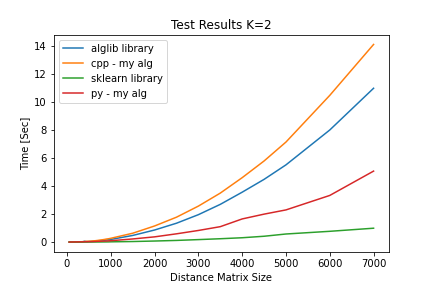 Test Results K=2
alglib library
cpp - my alg
sklearn library
py - my alg
Time [Sec]
14
12
10
8
6
4
2
0
0 1000 2000 3000 4000 5000 6000 7000
Distance Matrix Size